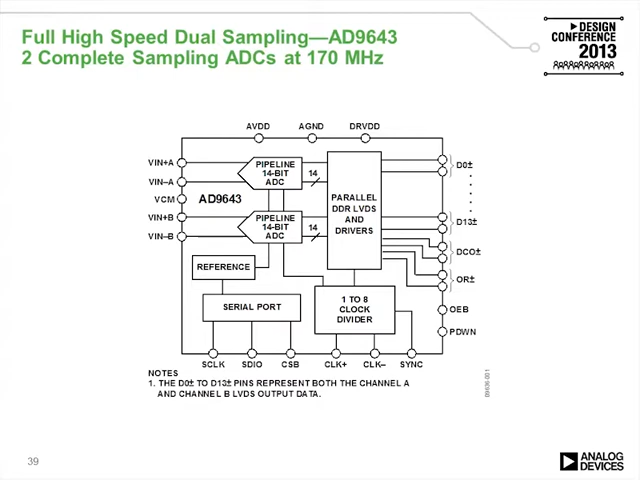 Full High Speed Dual Sampling—AD9643
2 Complete Sampling ADCs at 170 MHz
DESIGN
CONFERENCE
2013
AVDD AGND DRVDD
VIN+A
VIN–A
VCM
VIN+B
VIN–B
AD9643
PIPELINE
14-BIT
ADC
14
PIPELINE
14-BIT
ADC
14
PARALLEL
DDR LVDS
AND
DRIVERS
D0±
D13±
DCO±
OR±
OEB
PDWN
REFERENCE
SERIAL PORT
1 TO 8
CLOCK
DIVIDER
SCLK SDIO CSB CLK+ CLK– SYNC
NOTES
1. THE D0± TO D13± PINS REPRESENT BOTH THE CHANNEL A
AND CHANNEL B LVDS OUTPUT DATA.
39
ANALOG
DEVICES